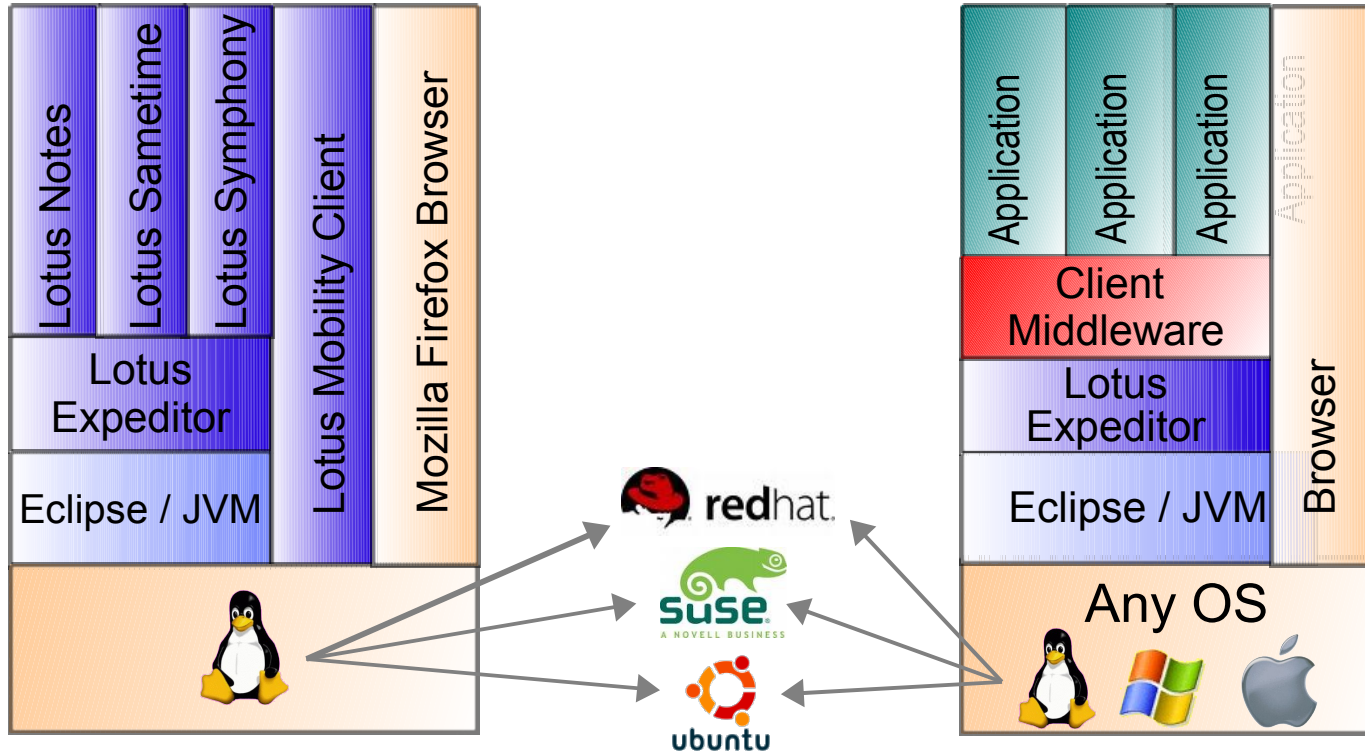 Lotus Notes
Lotus Sametime
Lotus Symphony
Lotus Mobility Client
Mozilla Firefox Browser
Lotus
Expeditor
Eclipse / JVM
redhat.
SUSE
A NOVELL BUSINESS
ubuntu
Application
Application
Application
Application
Browser
Client
Middleware
Lotus
Expeditor
Eclipse / JVM
Any OS